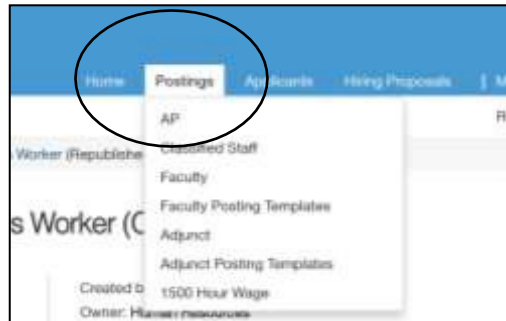 Home Postings Applicants Hiring Proposals | M
AP R
Classified Staff
s Worker (Republishe
Faculty
Faculty Posting Templates
s Worker (C
Adjunct
Adjunct Posting Templates
Created b
1500 Hour Wage
Owner: Human Resources